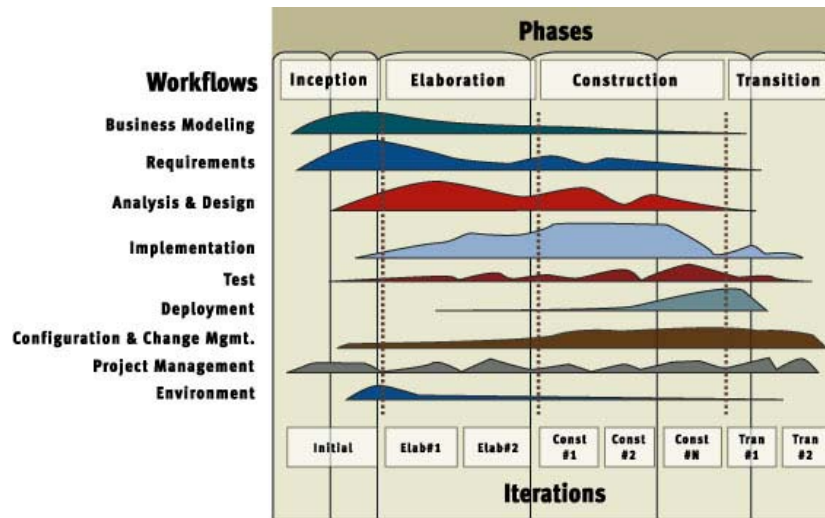 Phases
Workflows
Inception
Elaboration
Construction
Transition
Business Modeling
Requirements
Analysis & Design
Implementation
Test
Deployment
Configuration & Change Mgmt.
Project Management
Environment
Initial
Elab#1
Elab#2
Const
#1
Const
#2
Const
#N
Tran
#1
Tran
#2
Iterations